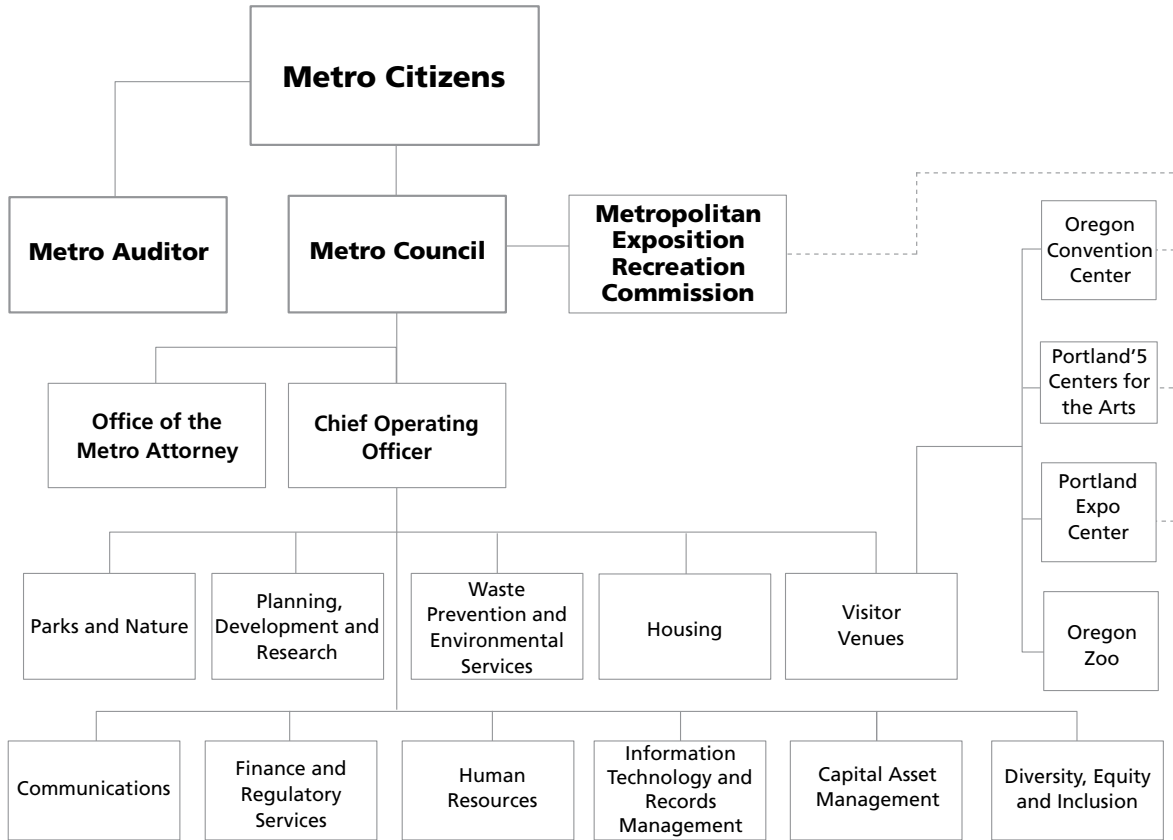 Metro Citizens
Metro Auditor
Metro Council
Metropolitan
Exposition
Recreation
Commission
Oregon
Convention
Center
Portland'5
Centers for
the Arts
Office of the
Metro Attorney
Chief Operating
Officer
Portland
Expo
Center
Parks and Nature
Planning,
Development and
Research
Waste
Prevention and
Environmental
Services
Housing
Visitor
Venues
Oregon
Zoo
Communications
Finance and
Regulatory
Services
Human
Resources
Information
Technology and
Records
Management
Capital Asset
Management
Diversity, Equity
and Inclusion